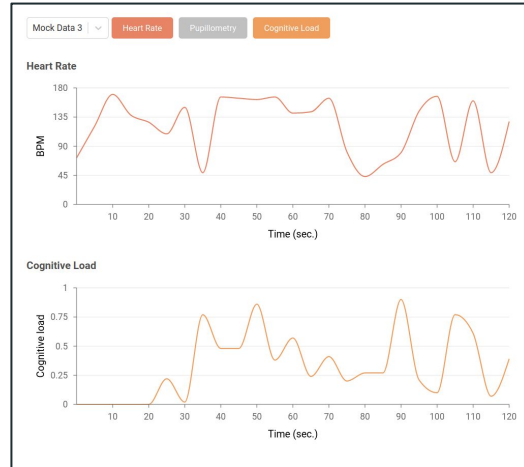 Mock Data 3 Heart Rate Pupillometry Cognitive Load
Heart Rate
180
135
90
45
0
BPM
10 20 30 40 50 60 70 80 90 100 110 120
Time (sec.)
Cognitive Load
1
0.75
0.5
0.25
0
Cognitive load
10 20 30 40 50 60 70 80 90 100 110 120
Time (sec.)